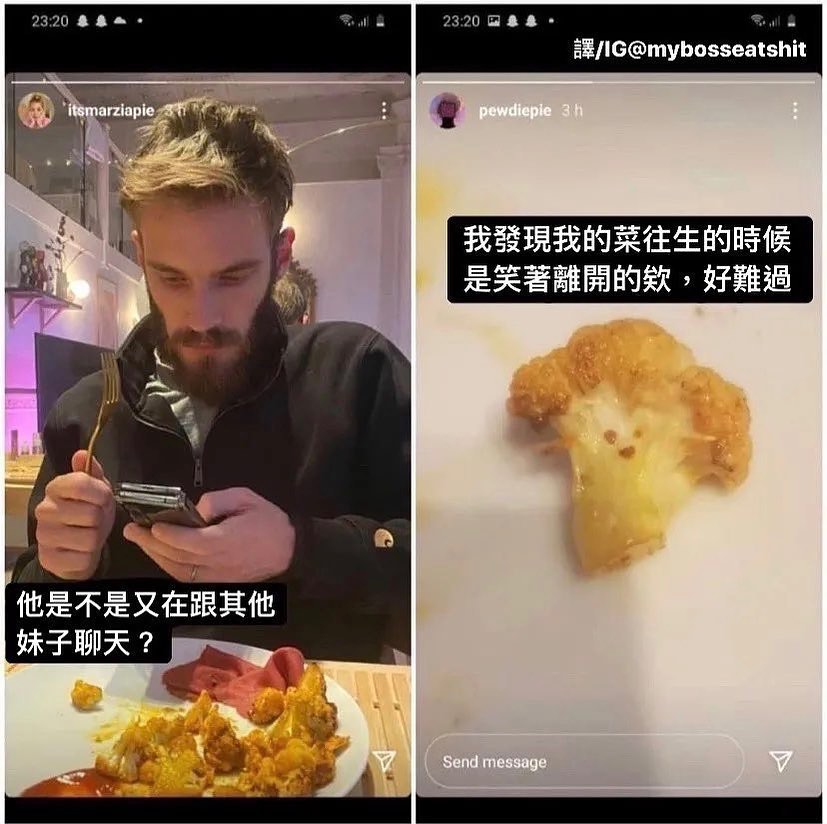 23:20
itsmarziapie 3 h
他是不是又在跟其他
妹子聊天？
23:20
譯/IG@mybosseatshit
pewdiepie 3 h
我發現我的菜往生的時候
是笑著離開的欸，好難過
Send message